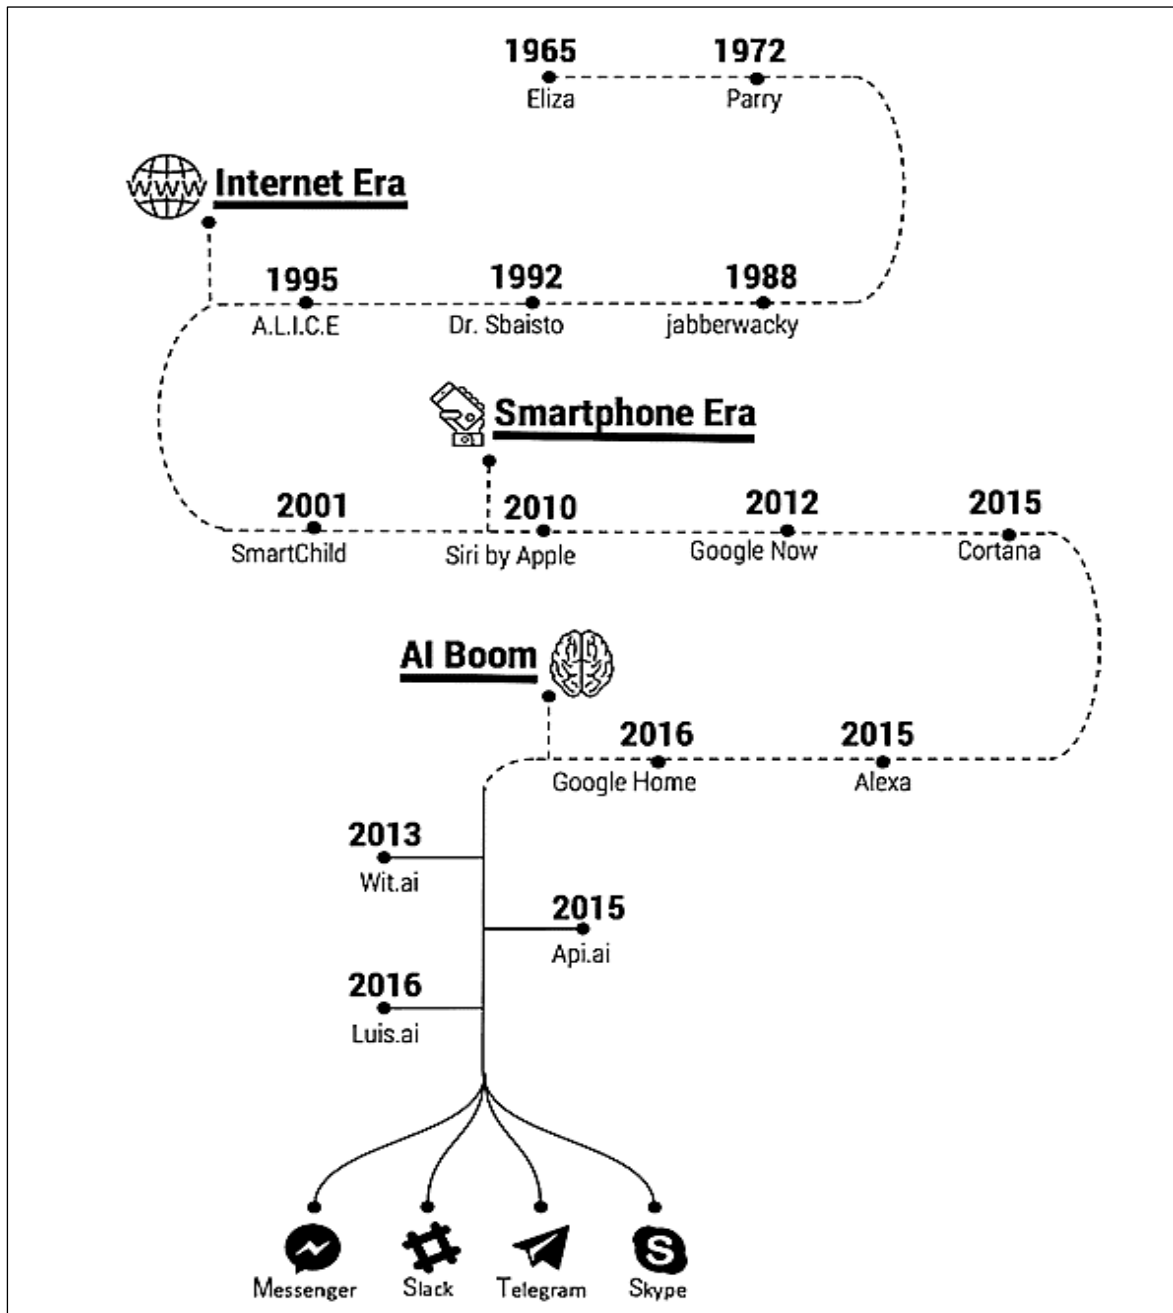 1965
Eliza
1972
Parry
WWW
Internet Era
1995
A.L.I.C.E
1992
Dr. Sbaisto
1988
jabberwacky
Smartphone Era
2001
SmartChild
2010
Siri by Apple
2012
Google Now
2015
Cortana
AI Boom
2016
Google Home
2015
Alexa
2013
Wit.ai
2015
Api.ai
2016
Luis.ai
Messenger
Slack
Telegram
S
Skype